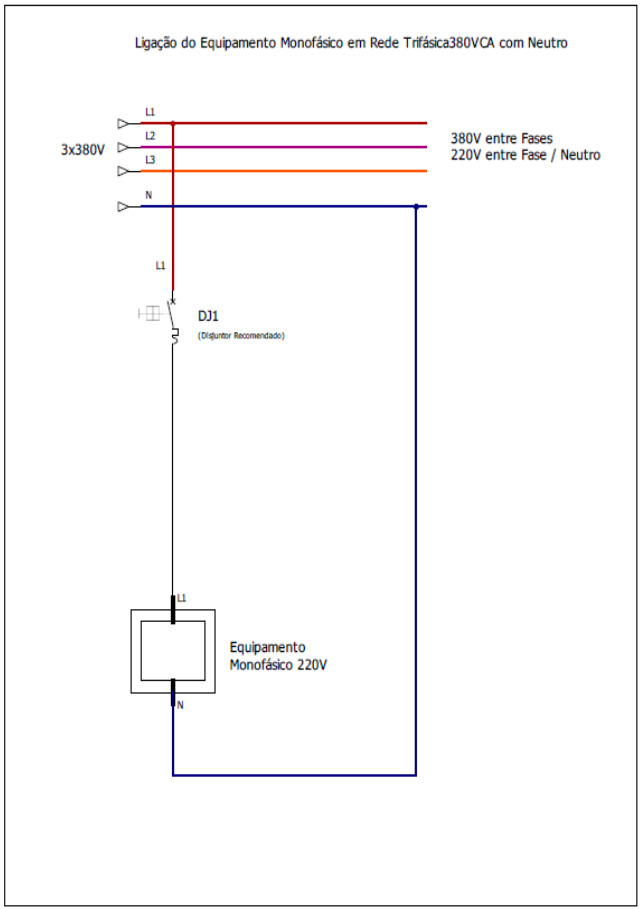 Ligação do Equipamento Monofásico em Rede Trifásica380VCA com Neutro
L1
L2
3x380V
L3
N
380V entre Fases
220V entre Fase / Neutro
L1
DJ1
(Disjuntor Recomendado)
L1
Equipamento
Monofásico 220V
N